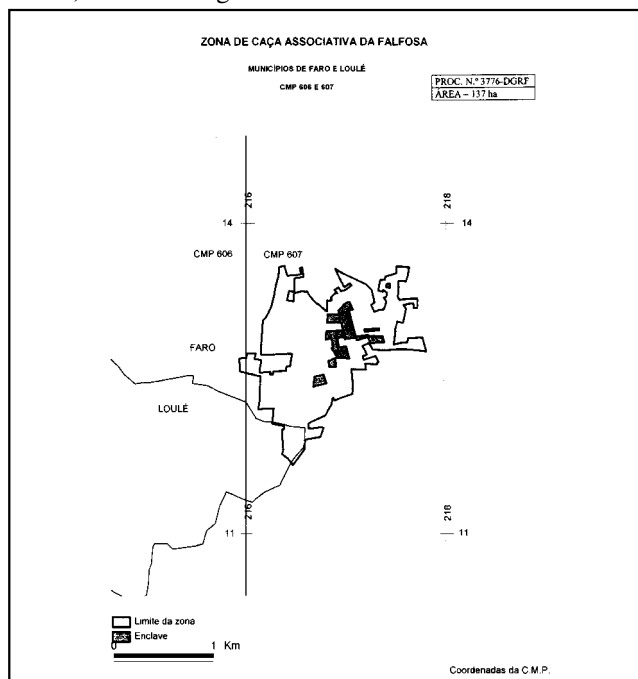 ZONA DE CAÇA ASSOCIATIVA DA FALFOSA
MUNICÍPIOS DE FARO E LOULÉ
CMP 606 E 607
PROC. N.º 3776-DGRF
ÁREA – 137 ha
216
218
14
14
CMP 606
CMP 607
FARO
LOULÉ
216
218
11
11
Limite da zona
Enclave
0
1 Km
Coordenadas da C.M.P.